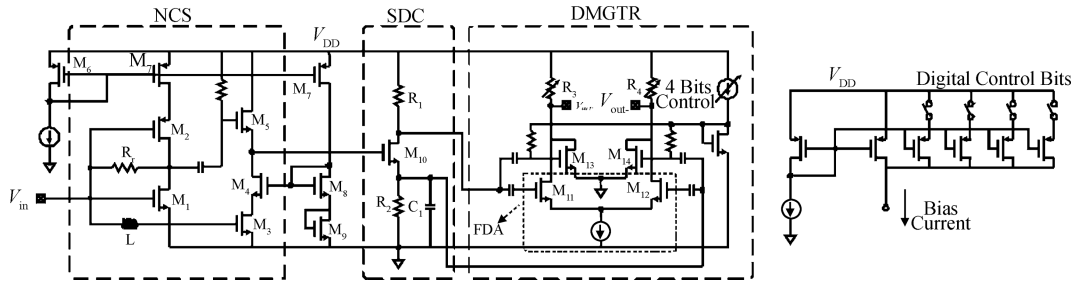 NCS
SDC
DMGTR
V_DD
M_6
M_7
M_7
M_2
M_5
R_r
M_4
M_8
V_in
M_1
M_3
M_9
L
R_1
M_10
R_2
C_1
R_3
R_4
4 Bits
Control
V_out-
M_13
M_14
M_11
M_12
FDA
V_DD
Digital Control Bits
Bias
Current